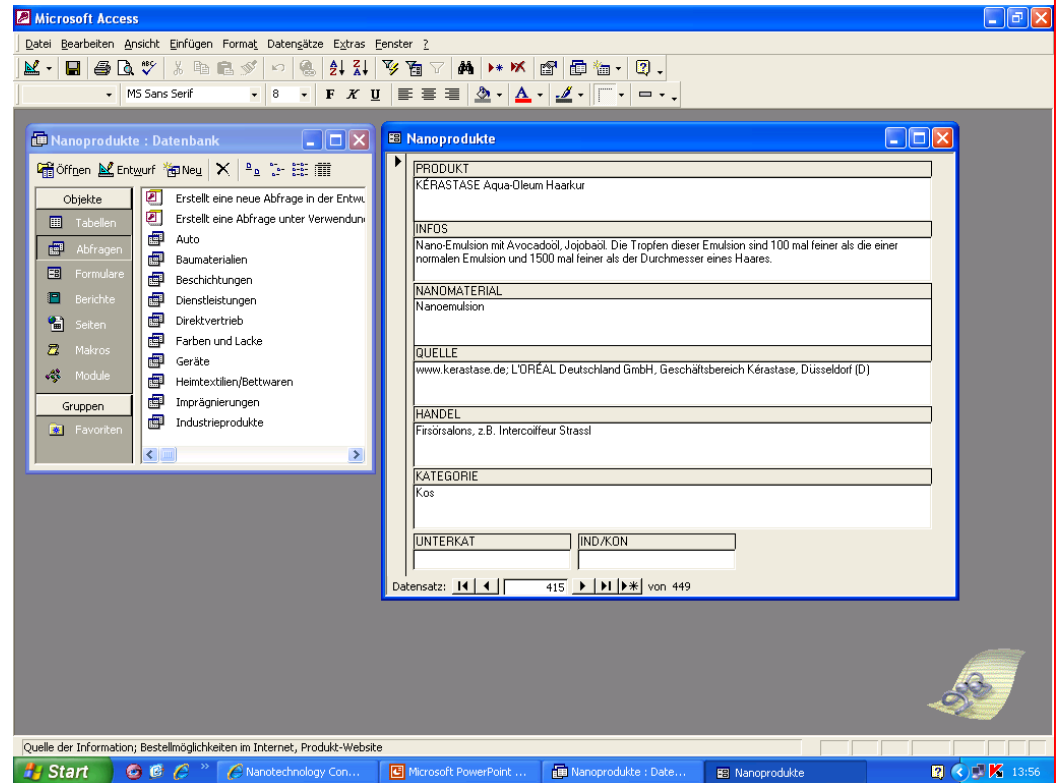 Microsoft Access
Datei Bearbeiten Ansicht Einfügen Format Datensätze Extras Fenster ?
MS Sans Serif 8 F K U
Nanoprodukte : Datenbank
Öffnen Entwurf Neu
Objekte
Tabellen
Abfragen
Formulare
Berichte
Seiten
Makros
Module
Gruppen
Favoriten
Erstellt eine neue Abfrage in der Entwu
Erstellt eine Abfrage unter Verwendun
Auto
Baumaterialien
Beschichtungen
Dienstleistungen
Direktvertrieb
Farben und Lacke
Geräte
Heimtextilien/Bettwaren
Imprägnierungen
Industrieprodukte
Nanoprodukte
PRODUKT
KÉRASTASE Aqua-Oleum Haarkur
INFOS
Nano-Emulsion mit Avocadoöl, Jojobaöl. Die Tropfen dieser Emulsion sind 100 mal feiner als die einer
normalen Emulsion und 1500 mal feiner als der Durchmesser eines Haares.
NANOMATERIAL
Nanoemulsion
QUELLE
www.kerastase.de; L'ORÉAL Deutschland GmbH, Geschäftsbereich Kérastase, Düsseldorf (D)
HANDEL
Firsörsalons, z.B. Intercoiffeur Strassl
KATEGORIE
Kos
UNTERKAT IND/KON
Datensatz: 415 von 449
Quelle der Information; Bestellmöglichkeiten im Internet, Produkt-Website
Start Nanotechnology Con... Microsoft PowerPoint ... Nanoprodukte : Date... Nanoprodukte 13:56